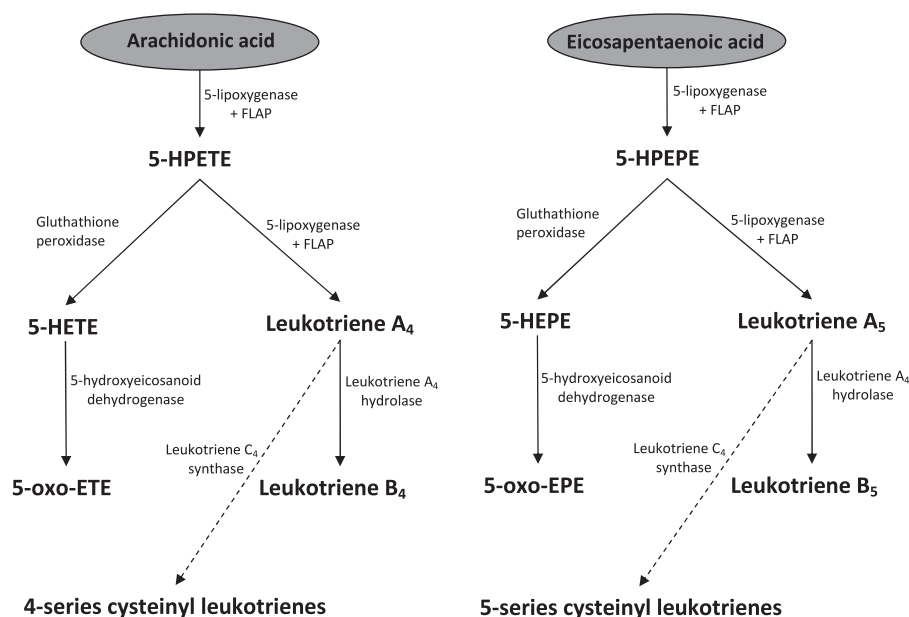 Arachidonic acid
5-lipoxygenase
+ FLAP
5-HPETE
Gluthathione
peroxidase
5-lipoxygenase
+ FLAP
5-HETE
Leukotriene A₄
5-hydroxyeicosanoid
dehydrogenase
Leukotriene A₄
hydrolase
Leukotriene C₄
synthase
5-oxo-ETE
Leukotriene B₄
4-series cysteinyl leukotrienes
Eicosapentaenoic acid
5-lipoxygenase
+ FLAP
5-HPEPE
Gluthathione
peroxidase
5-lipoxygenase
+ FLAP
5-HEPE
Leukotriene A₅
5-hydroxyeicosanoid
dehydrogenase
Leukotriene A₄
hydrolase
Leukotriene C₄
synthase
5-oxo-EPE
Leukotriene B₅
5-series cysteinyl leukotrienes